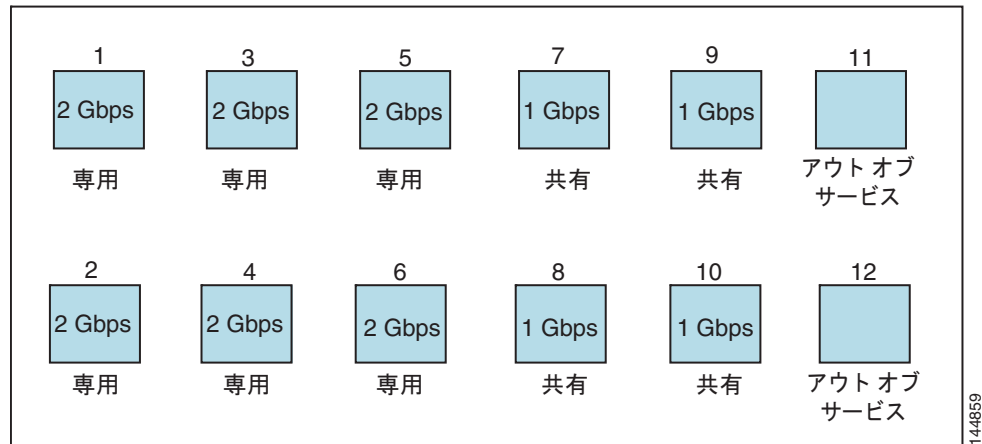 1 3 5 7 9 11
2 Gbps 2 Gbps 2 Gbps 1 Gbps 1 Gbps
専用 専用 専用 共有 共有 アウト オブ
サービス
2 4 6 8 10 12
2 Gbps 2 Gbps 2 Gbps 1 Gbps 1 Gbps
専用 専用 専用 共有 共有 アウト オブ
サービス
144859